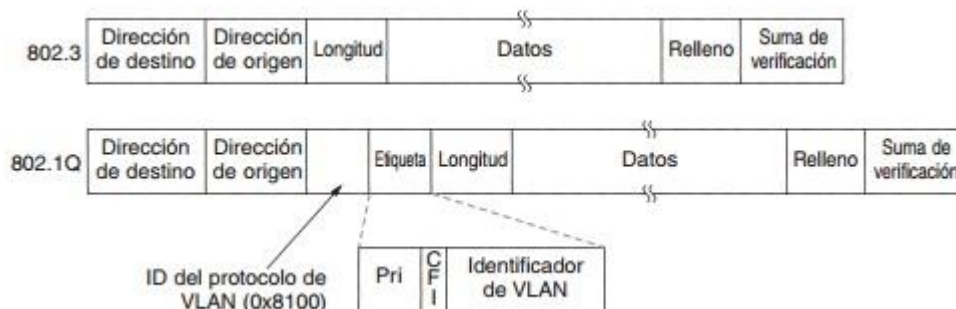 802.3
Dirección
de destino
Dirección
de origen
Longitud
Datos
Relleno
Suma de
verificación
802.1Q
Dirección
de destino
Dirección
de origen
Etiqueta
Longitud
Datos
Relleno
Suma de
verificación
ID del protocolo de
VLAN (0x8100)
Pri
CFI
Identificador
de VLAN